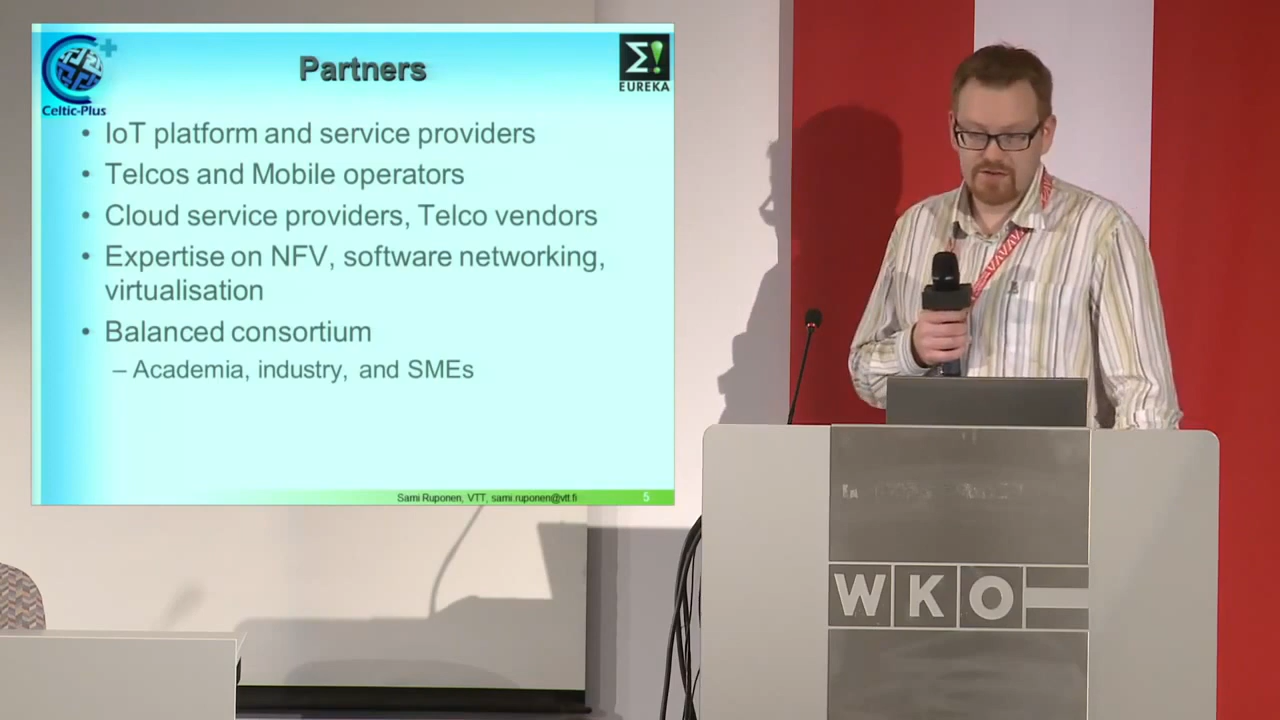 Partners
Celtic-Plus
Σ!
EUREKA
• IoT platform and service providers
• Telcos and Mobile operators
• Cloud service providers, Telco vendors
• Expertise on NFV, software networking,
virtualisation
• Balanced consortium
– Academia, industry, and SMEs
Sami Ruponen, VTT, sami.ruponen@vtt.fi
5
WKO